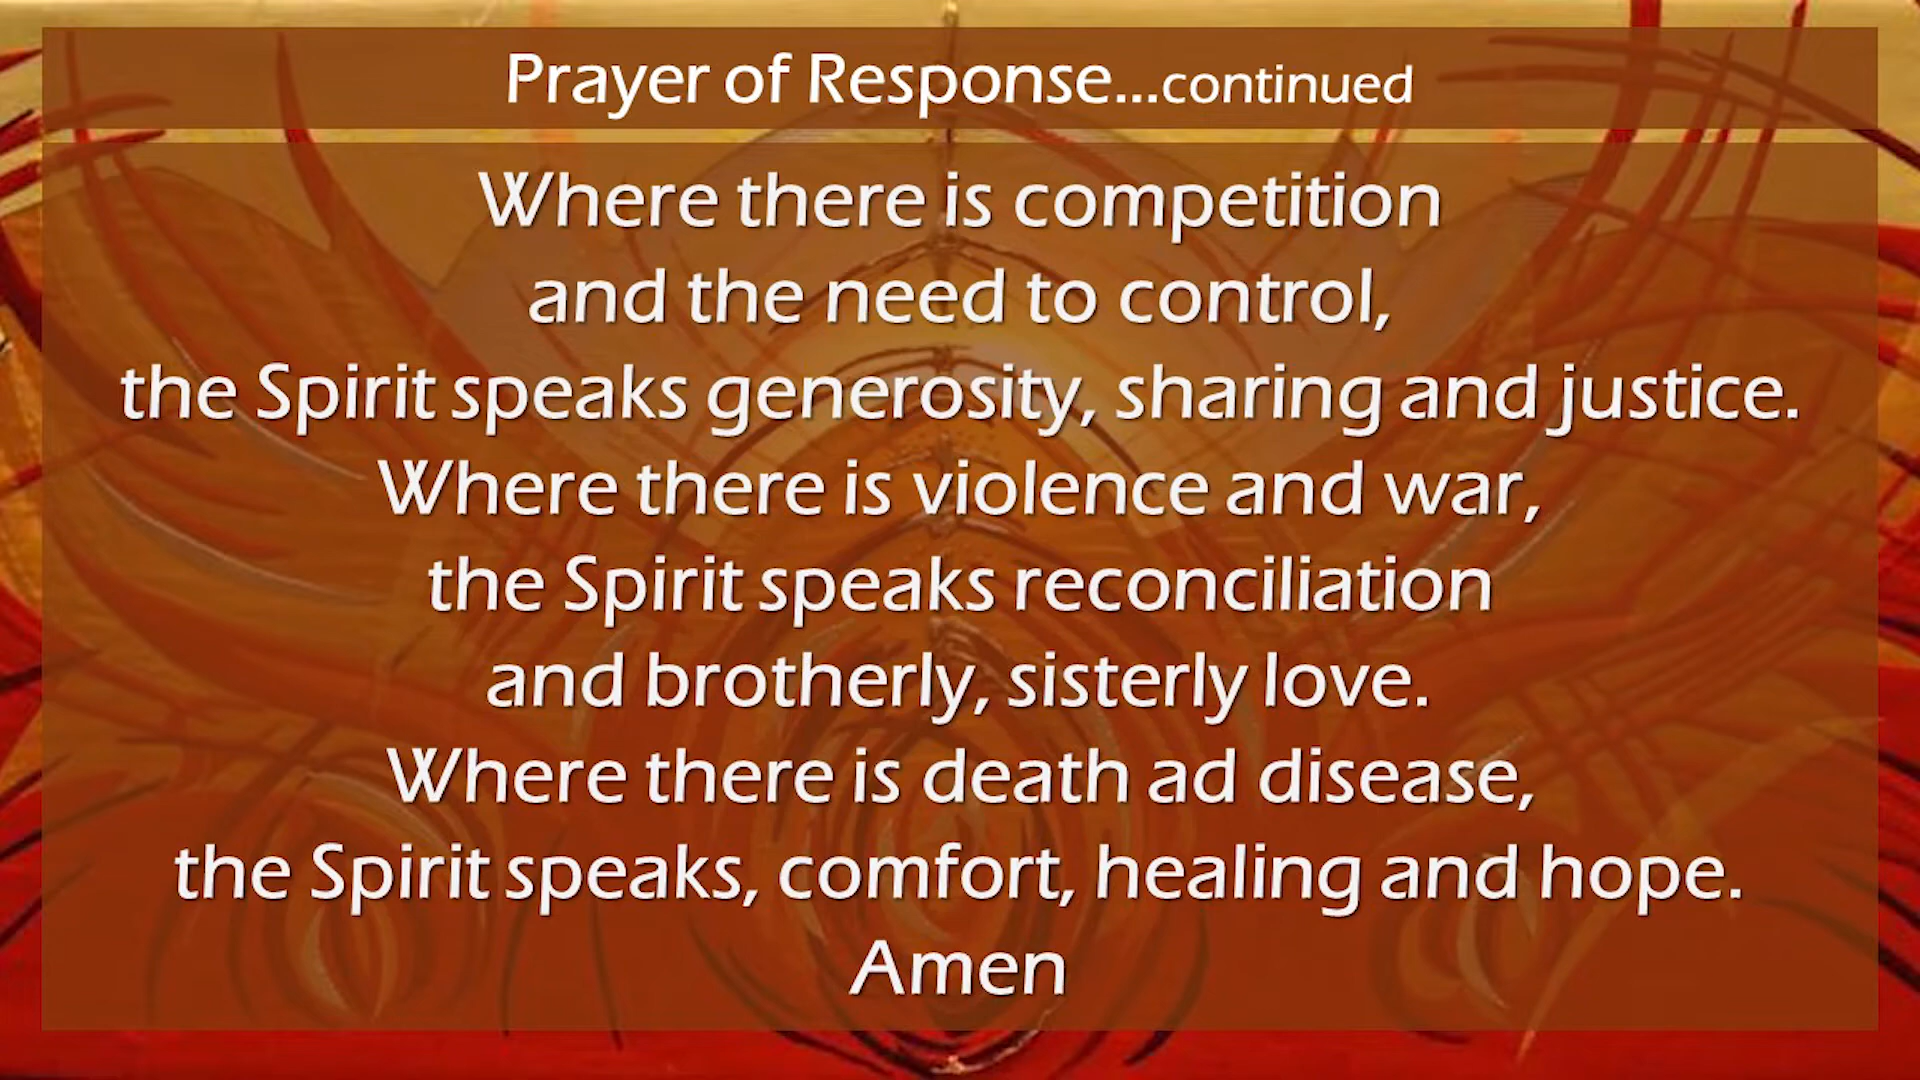 Prayer of Response...continued
Where there is competition
and the need to control,
the Spirit speaks generosity, sharing and justice.
Where there is violence and war,
the Spirit speaks reconciliation
and brotherly, sisterly love.
Where there is death ad disease,
the Spirit speaks, comfort, healing and hope.
Amen